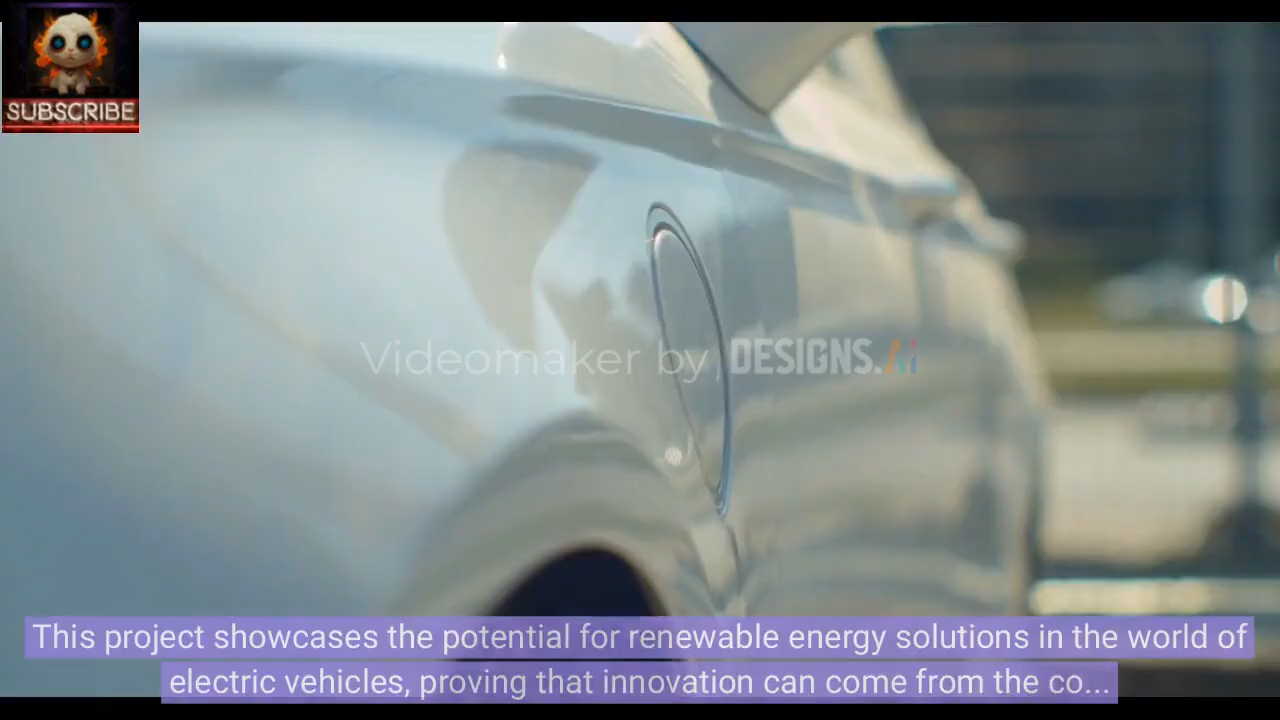 SUBSCRIBE
Videomaker by DESIGNS.AI
This project showcases the potential for renewable energy solutions in the world of
electric vehicles, proving that innovation can come from the co...